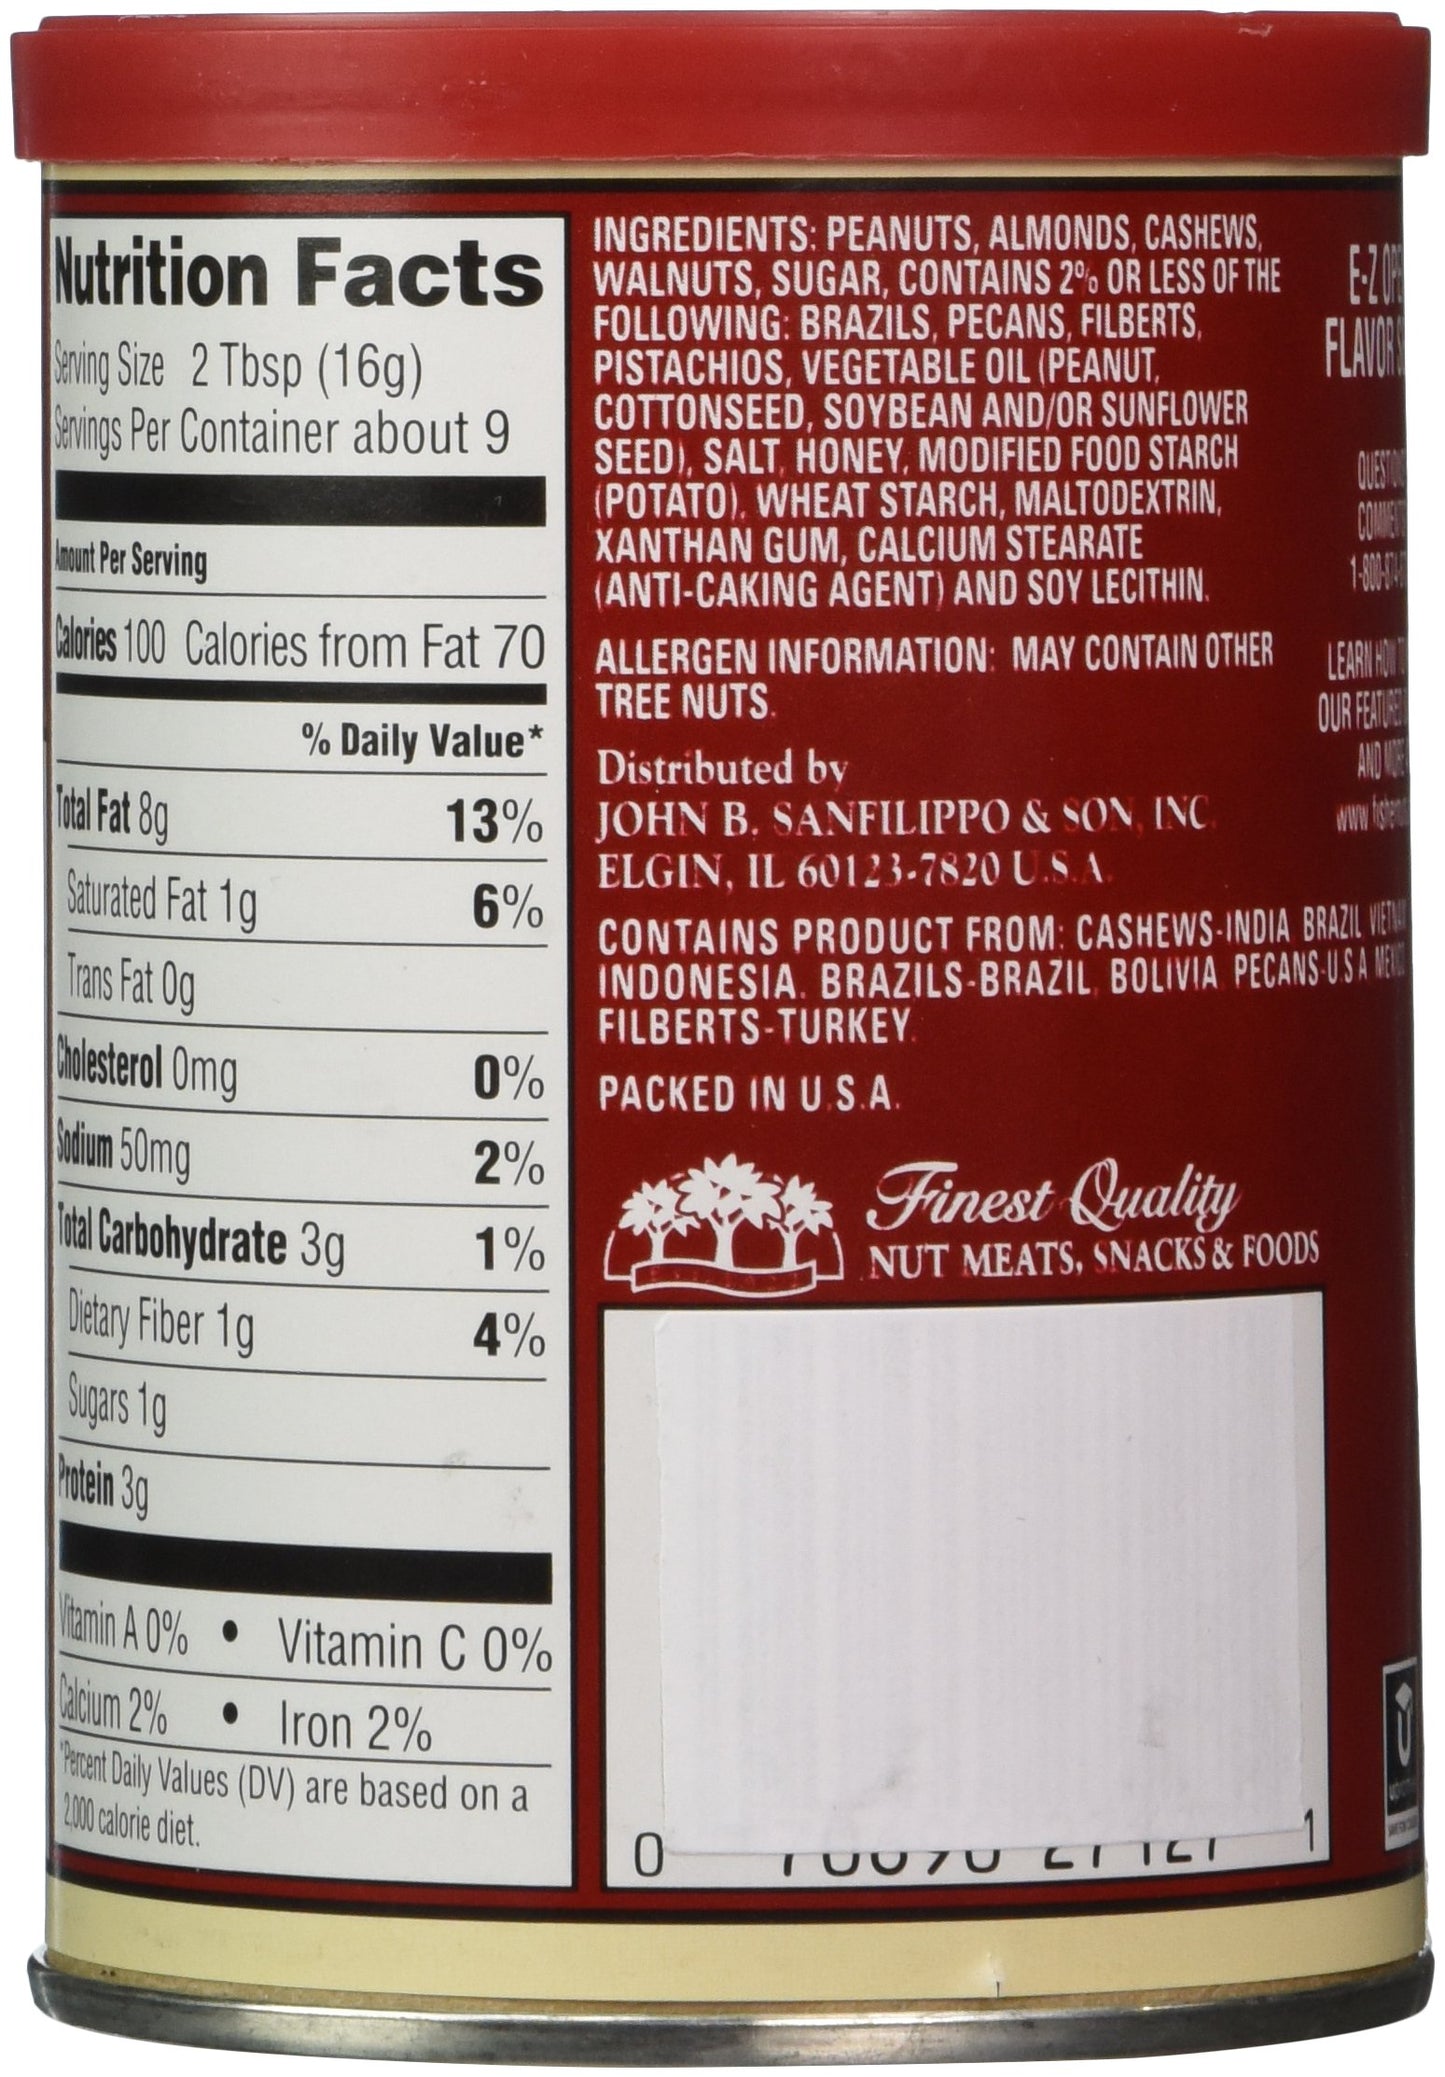 Nutrition Facts
Serving Size 2 Tbsp (16g)
Servings Per Container about 9
Amount Per Serving
Calories 100 Calories from Fat 70
% Daily Value*
Total Fat 8g 13%
Saturated Fat 1g 6%
Trans Fat 0g
Cholesterol 0mg 0%
Sodium 50mg 2%
Total Carbohydrate 3g 1%
Dietary Fiber 1g 4%
Sugars 1g
Protein 3g
Vitamin A 0% • Vitamin C 0%
Calcium 2% • Iron 2%
*Percent Daily Values (DV) are based on a
2,000 calorie diet.
INGREDIENTS: PEANUTS, ALMONDS, CASHEWS,
WALNUTS, SUGAR, CONTAINS 2% OR LESS OF THE
FOLLOWING: BRAZILS, PECANS, FILBERTS,
PISTACHIOS, VEGETABLE OIL (PEANUT,
COTTONSEED, SOYBEAN AND/OR SUNFLOWER
SEED), SALT, HONEY, MODIFIED FOOD STARCH
(POTATO), WHEAT STARCH, MALTODEXTRIN,
XANTHAN GUM, CALCIUM STEARATE
(ANTI-CAKING AGENT) AND SOY LECITHIN.
ALLERGEN INFORMATION: MAY CONTAIN OTHER
TREE NUTS.
Distributed by
JOHN B. SANFILIPPO & SON, INC.
ELGIN, IL 60123-7820 U.S.A.
CONTAINS PRODUCT FROM: CASHEWS-INDIA BRAZIL
INDONESIA. BRAZILS-BRAZIL, BOLIVIA PECANS-U.S.A
FILBERTS-TURKEY.
PACKED IN U.S.A.
Finest Quality
NUT MEATS, SNACKS & FOODS
0 1
E-Z
LEARN HOW
OUR
AND